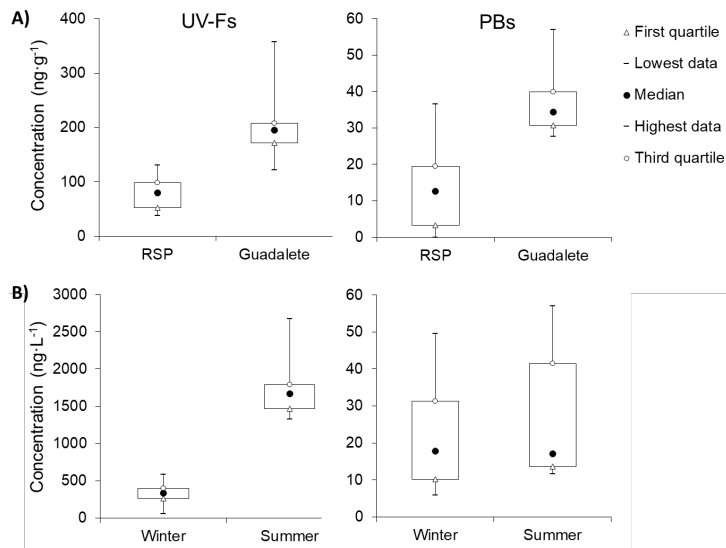 A)
UV-Fs
PBs
Concentration (ng·g-1)
400
300
200
100
0
RSP
Guadalete
60
50
40
30
20
10
0
RSP
Guadalete
First quartile
Lowest data
Median
Highest data
Third quartile
B)
Concentration (ng·L-1)
3000
2500
2000
1500
1000
500
0
Winter
Summer
60
50
40
30
20
10
0
Winter
Summer